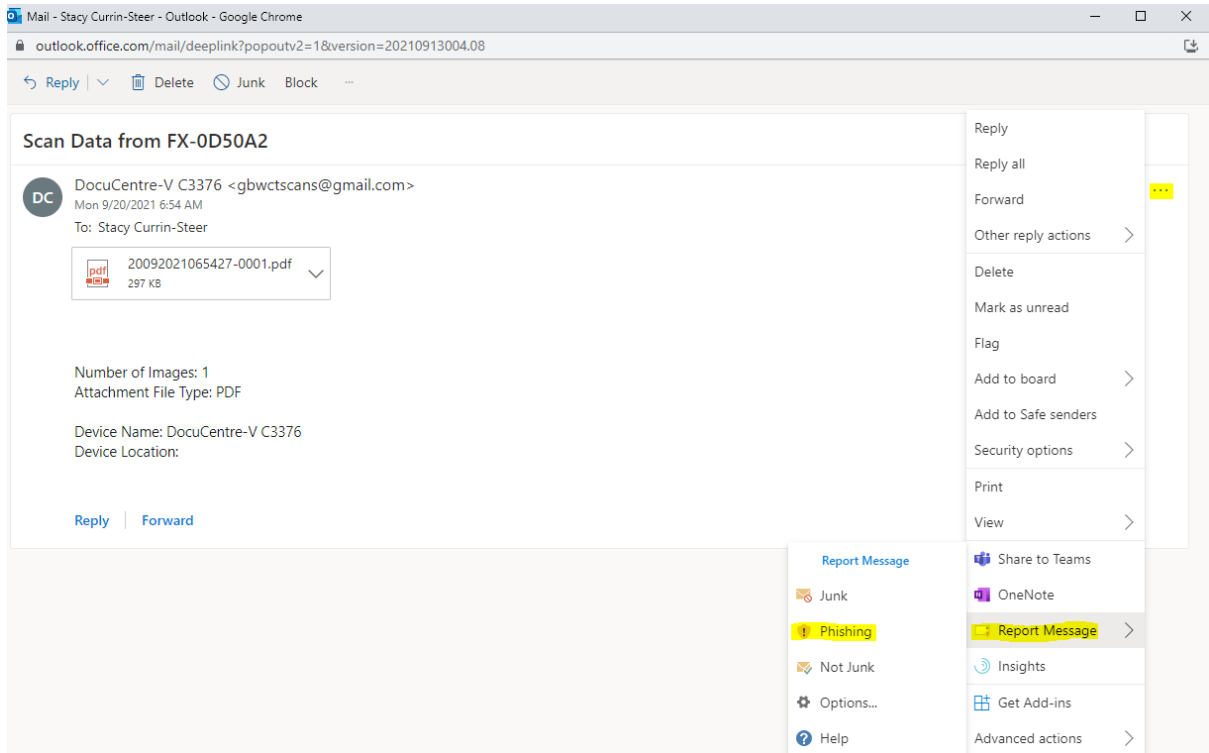 Mail - Stacy Currin-Steer - Outlook - Google Chrome
outlook.office.com/mail/deeplink?popoutv2=1&version=20210913004.08
Reply Delete Junk Block ...
Scan Data from FX-0D50A2
DC
DocuCentre-V C3376 <gbwctscans@gmail.com>
Mon 9/20/2021 6:54 AM
To: Stacy Currin-Steer
...
pdf
20092021065427-0001.pdf
297 KB
Number of Images: 1
Attachment File Type: PDF
Device Name: DocuCentre-V C3376
Device Location:
Reply Forward
Reply
Reply all
Forward
Other reply actions
Delete
Mark as unread
Flag
Add to board
Add to Safe senders
Security options
Print
View
Share to Teams
OneNote
Report Message
Insights
Get Add-ins
Advanced actions
Report Message
Junk
Phishing
Not Junk
Options...
Help